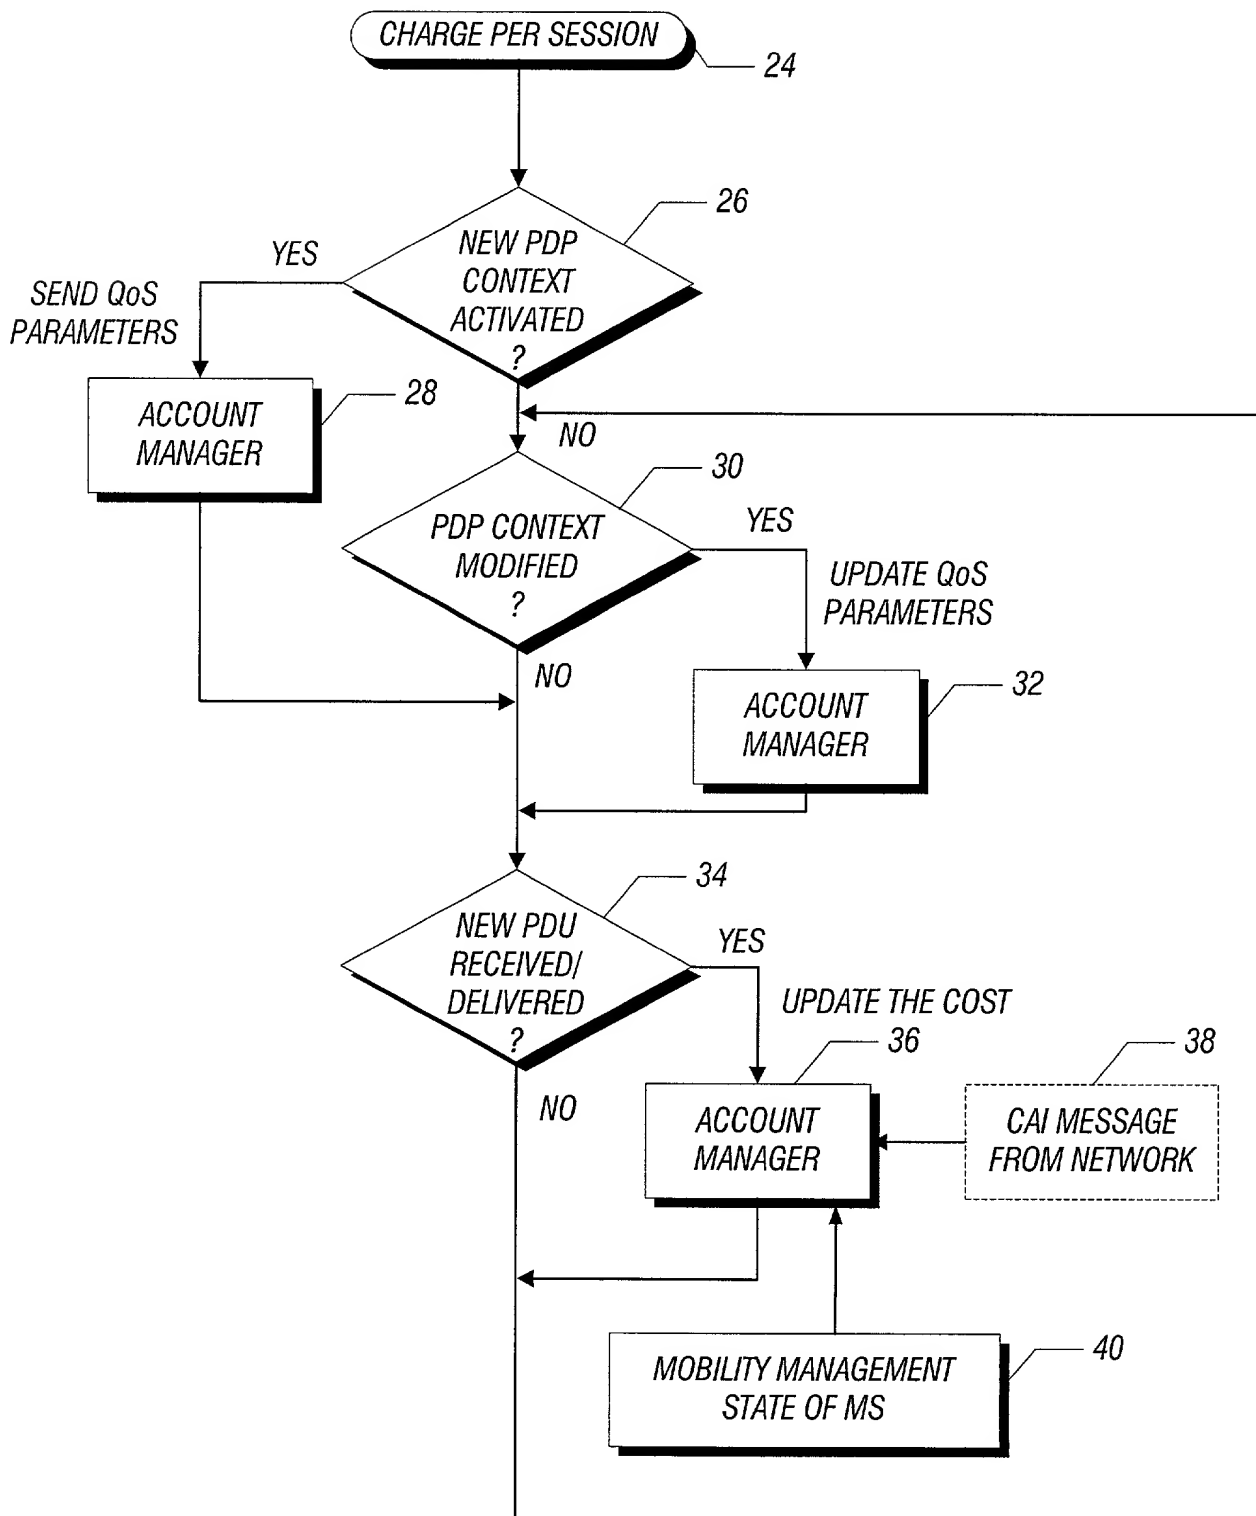 CHARGE PER SESSION
24
26
NEW PDP
CONTEXT
ACTIVATED
?
YES
SEND QoS
PARAMETERS
28
ACCOUNT
MANAGER
NO
30
PDP CONTEXT
MODIFIED
?
YES
UPDATE QoS
PARAMETERS
NO
32
ACCOUNT
MANAGER
34
NEW PDU
RECEIVED/
DELIVERED
?
YES
UPDATE THE COST
36
38
NO
ACCOUNT
MANAGER
CAI MESSAGE
FROM NETWORK
40
MOBILITY MANAGEMENT
STATE OF MS